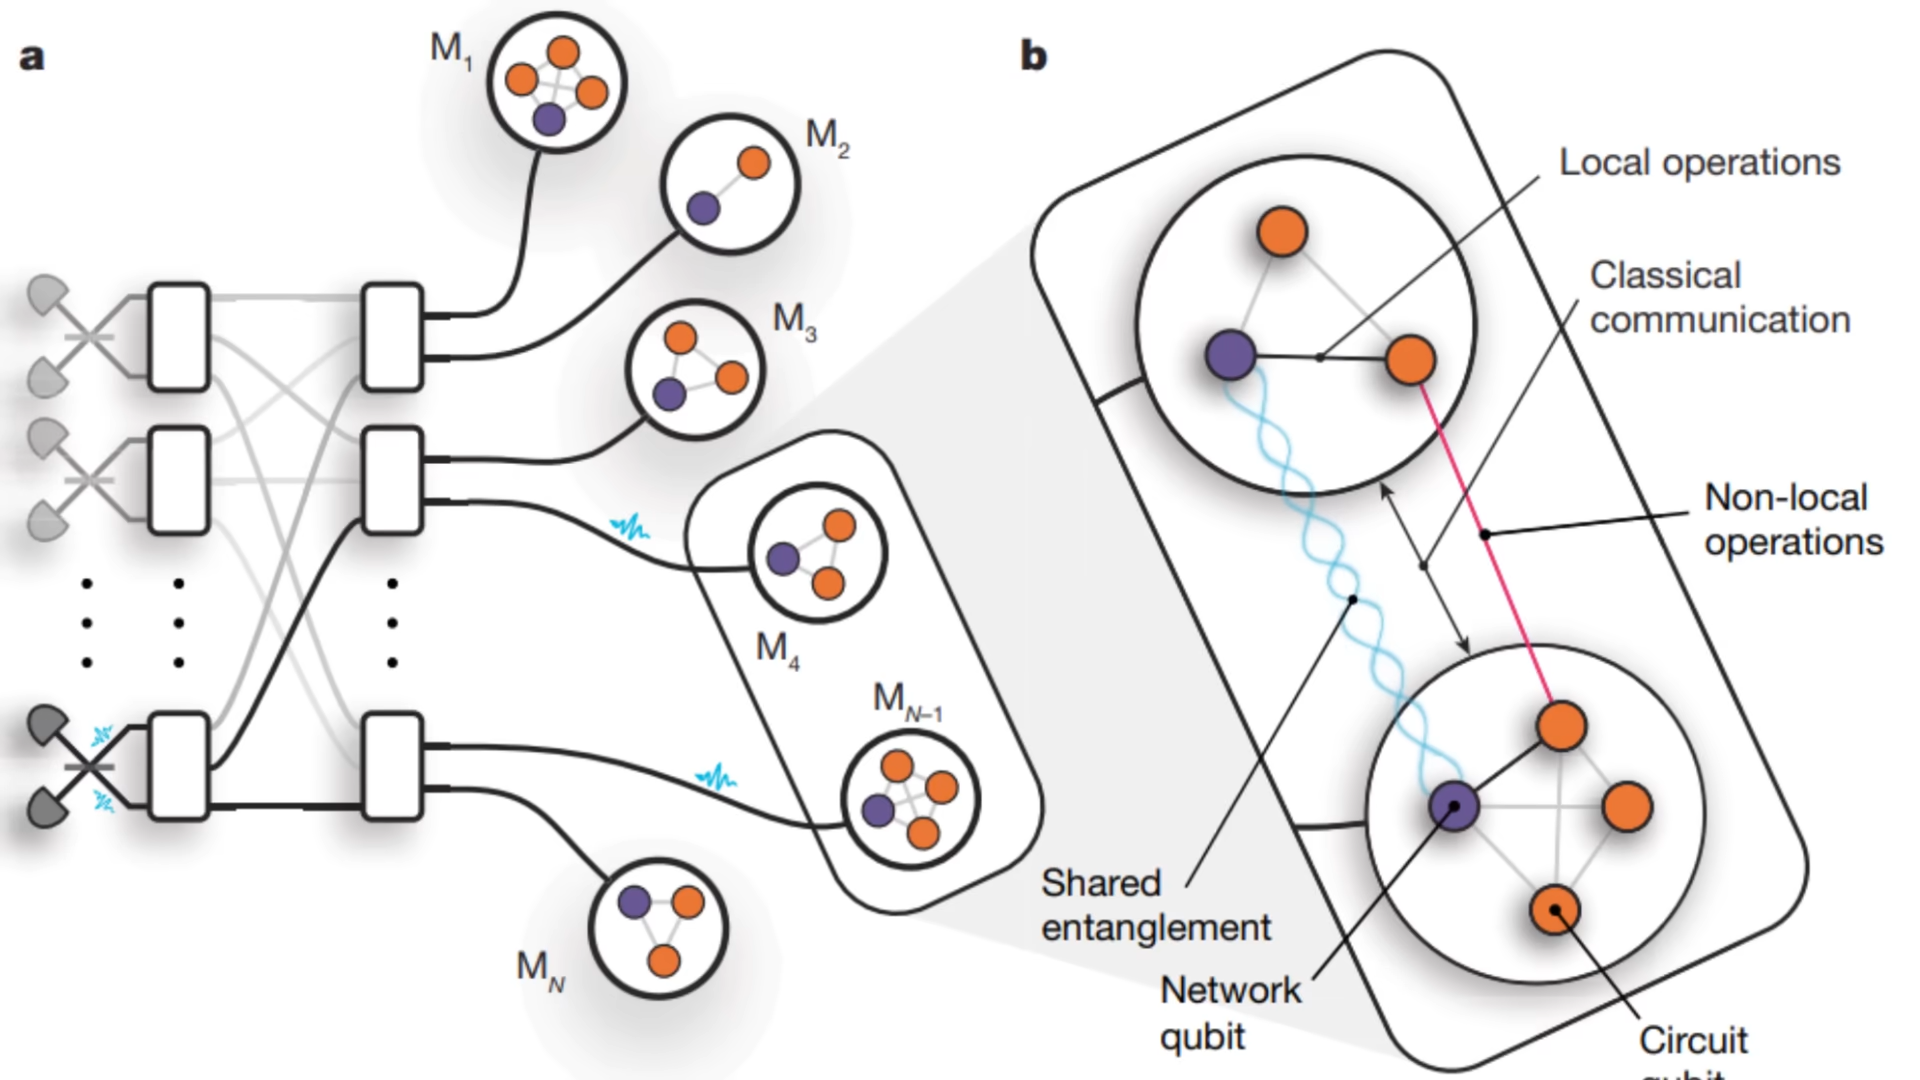 a
M1
M2
M3
M4
MN–1
MN
b
Local operations
Classical
communication
Non-local
operations
Shared
entanglement
Network
qubit
Circuit
qubit